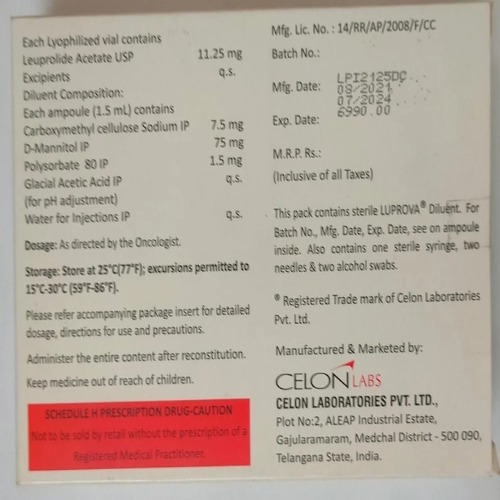 Each Lyophilized vial contains
Leuprolide Acetate USP 11.25 mg
Excipients q.s.
Diluent Composition:
Each ampoule (1.5 mL) contains
Carboxymethyl cellulose Sodium IP 7.5 mg
D-Mannitol IP 75 mg
Polysorbate 80 IP 1.5 mg
Glacial Acetic Acid IP q.s.
(for pH adjustment)
Water for Injections IP q.s.
Dosage: As directed by the Oncologist.
Storage: Store at 25°C(77°F); excursions permitted to
15°C-30°C (59°F-86°F).
Please refer accompanying package insert for detailed
dosage, directions for use and precautions.
Administer the entire content after reconstitution.
Keep medicine out of reach of children.
SCHEDULE H PRESCRIPTION DRUG-CAUTION
Not to be sold by retail without the prescription of a
Registered Medical Practitioner.
Mfg. Lic. No. : 14/RR/AP/2008/F/CC
Batch No.:
LPI2125DC
Mfg. Date: 08/2021
07/2024
Exp. Date: 6990.00
M.R.P. Rs.:
(Inclusive of all Taxes)
This pack contains sterile LUPROVA® Diluent. For
Batch No., Mfg. Date, Exp. Date, see on ampoule
inside. Also contains one sterile syringe, two
needles & two alcohol swabs.
® Registered Trade mark of Celon Laboratories
Pvt. Ltd.
Manufactured & Marketed by:
CELON LABS
CELON LABORATORIES PVT. LTD.,
Plot No:2, ALEAP Industrial Estate,
Gajularamaram, Medchal District - 500 090,
Telangana State, India.